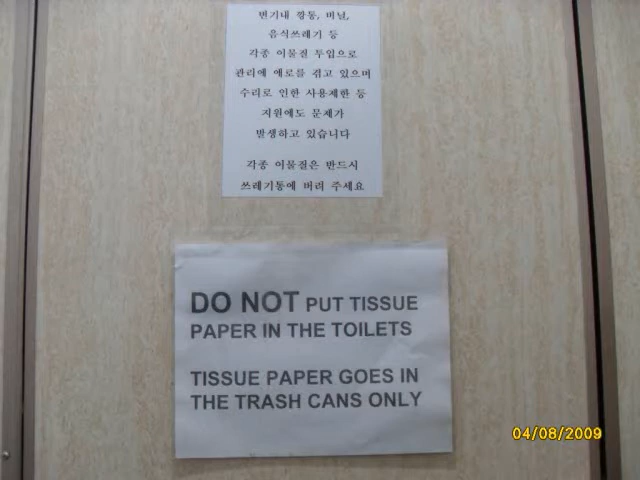 변기내 깡통, 비닐,
음식쓰레기 등
각종 이물질 투입으로
관리에 애로를 겪고 있으며
수리로 인한 사용제한 등
지원에도 문제가
발생하고 있습니다
각종 이물질은 반드시
쓰레기통에 버려 주세요
DO NOT PUT TISSUE
PAPER IN THE TOILETS
TISSUE PAPER GOES IN
THE TRASH CANS ONLY
04/08/2009